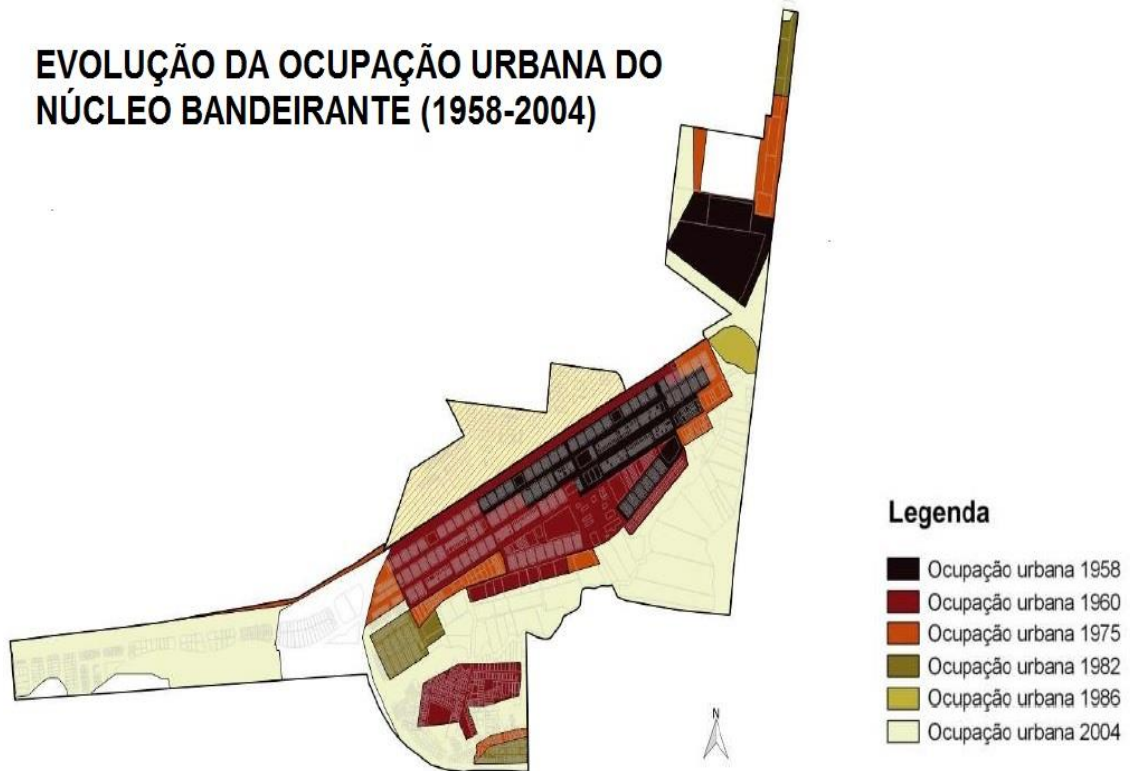 EVOLUÇÃO DA OCUPAÇÃO URBANA DO
NÚCLEO BANDEIRANTE (1958-2004)
Legenda
Ocupação urbana 1958
Ocupação urbana 1960
Ocupação urbana 1975
Ocupação urbana 1982
Ocupação urbana 1986
Ocupação urbana 2004
N